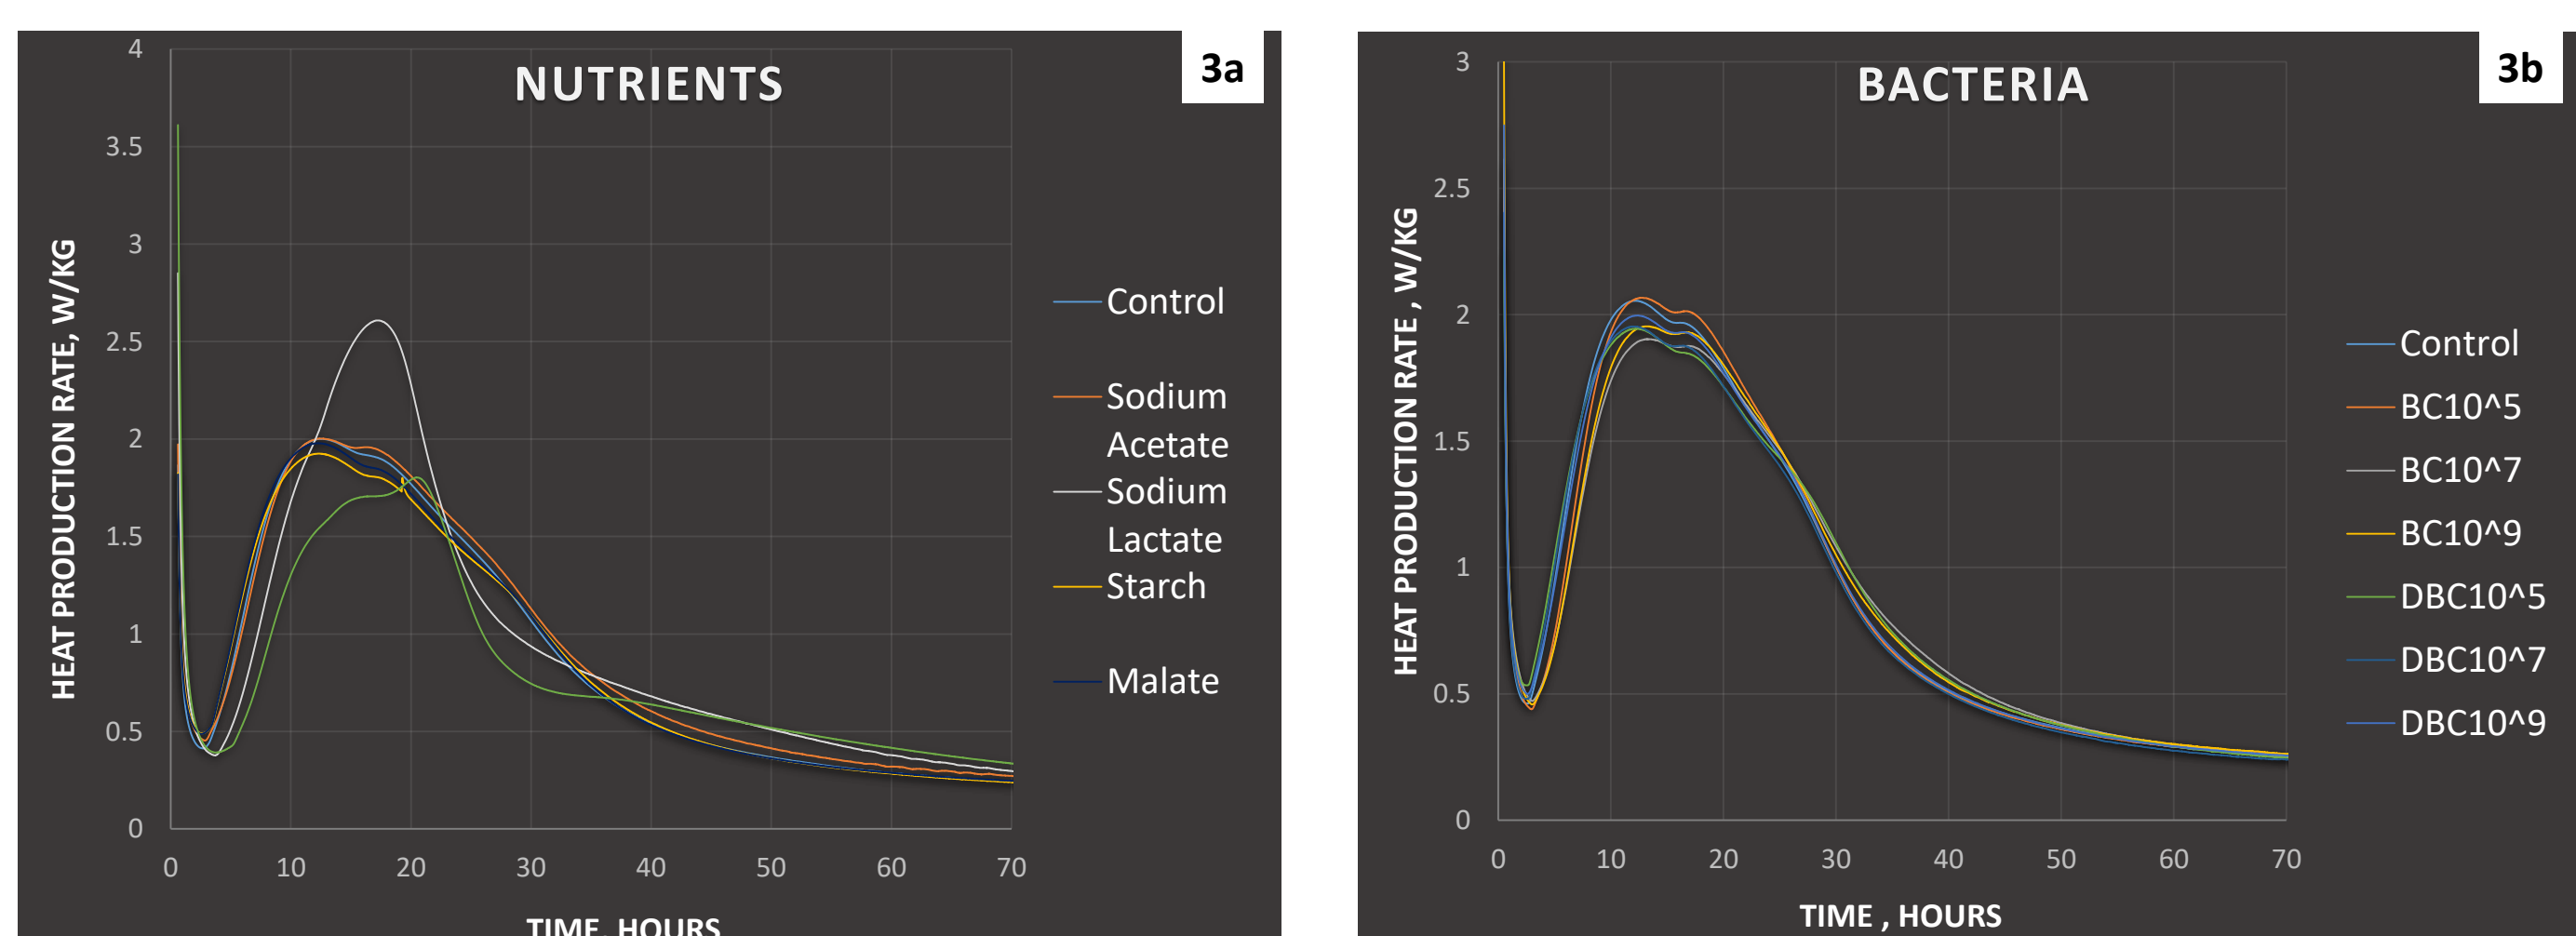 3a
NUTRIENTS
HEAT PRODUCTION RATE, W/KG
4
3.5
3
2.5
2
1.5
1
0.5
0
0 10 20 30 40 50 60 70
TIME, HOURS
Control
Sodium
Acetate
Sodium
Lactate
Starch
Malate
3b
BACTERIA
HEAT PRODUCTION RATE , W/KG
3
2.5
2
1.5
1
0.5
0
0 10 20 30 40 50 60 70
TIME , HOURS
Control
BC10^5
BC10^7
BC10^9
DBC10^5
DBC10^7
DBC10^9